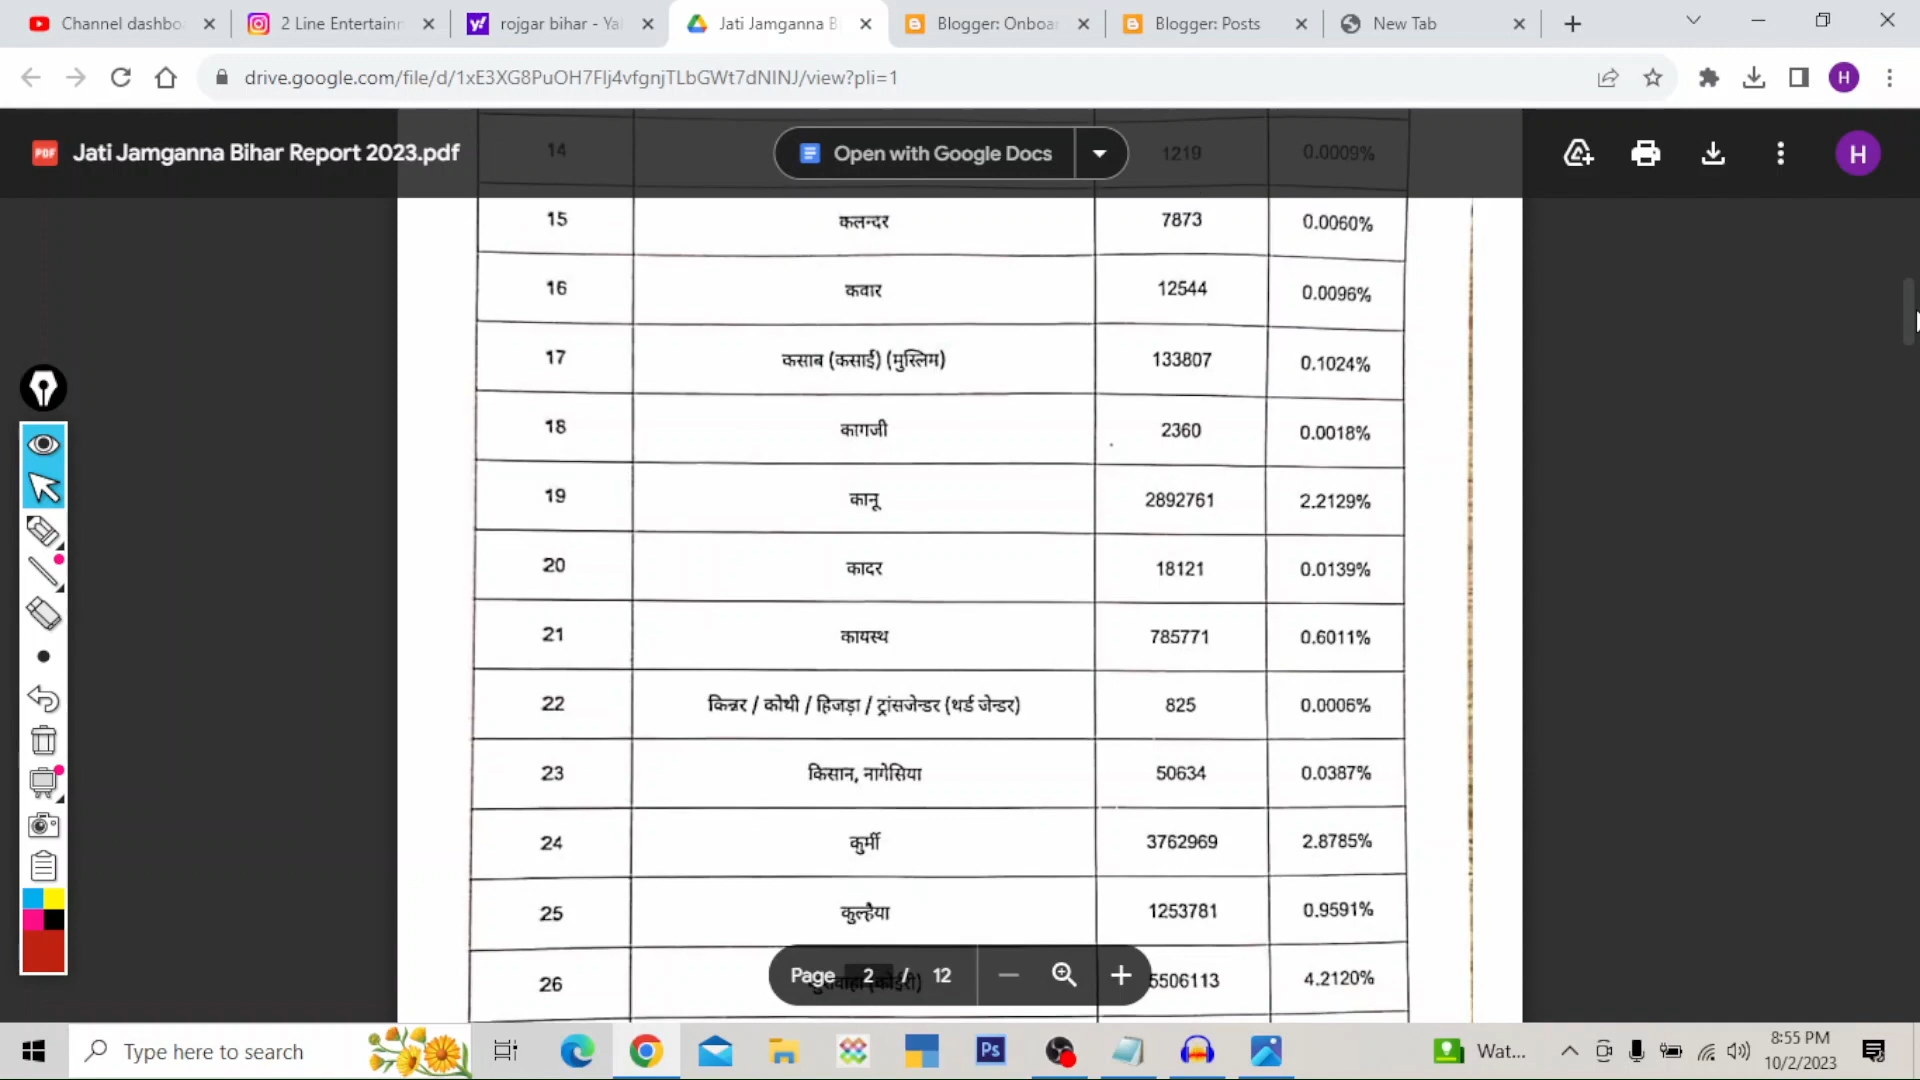 Channel dashbo
2 Line Entertain
rojgar bihar - Ya
Jati Jamganna B
Blogger: Onboa
Blogger: Posts
New Tab
drive.google.com/file/d/1xE3XG8PuOH7Flj4vfgnjTLbGWt7dNINJ/view?pli=1
H
PDF Jati Jamganna Bihar Report 2023.pdf
Open with Google Docs
H
14 1219 0.0009%
15 कलन्दर 7873 0.0060%
16 कवार 12544 0.0096%
17 कसाब (कसाई) (मुस्लिम) 133807 0.1024%
18 कागजी 2360 0.0018%
19 कानू 2892761 2.2129%
20 कादर 18121 0.0139%
21 कायस्थ 785771 0.6011%
22 किन्नर / कोथी / हिजड़ा / ट्रांसजेन्डर (थर्ड जेन्डर) 825 0.0006%
23 किसान, नागेसिया 50634 0.0387%
24 कुर्मी 3762969 2.8785%
25 कुल्हैया 1253781 0.9591%
26 5506113 4.2120%
Page 2 / 12
Type here to search
Ps
Wat...
8:55 PM
10/2/2023